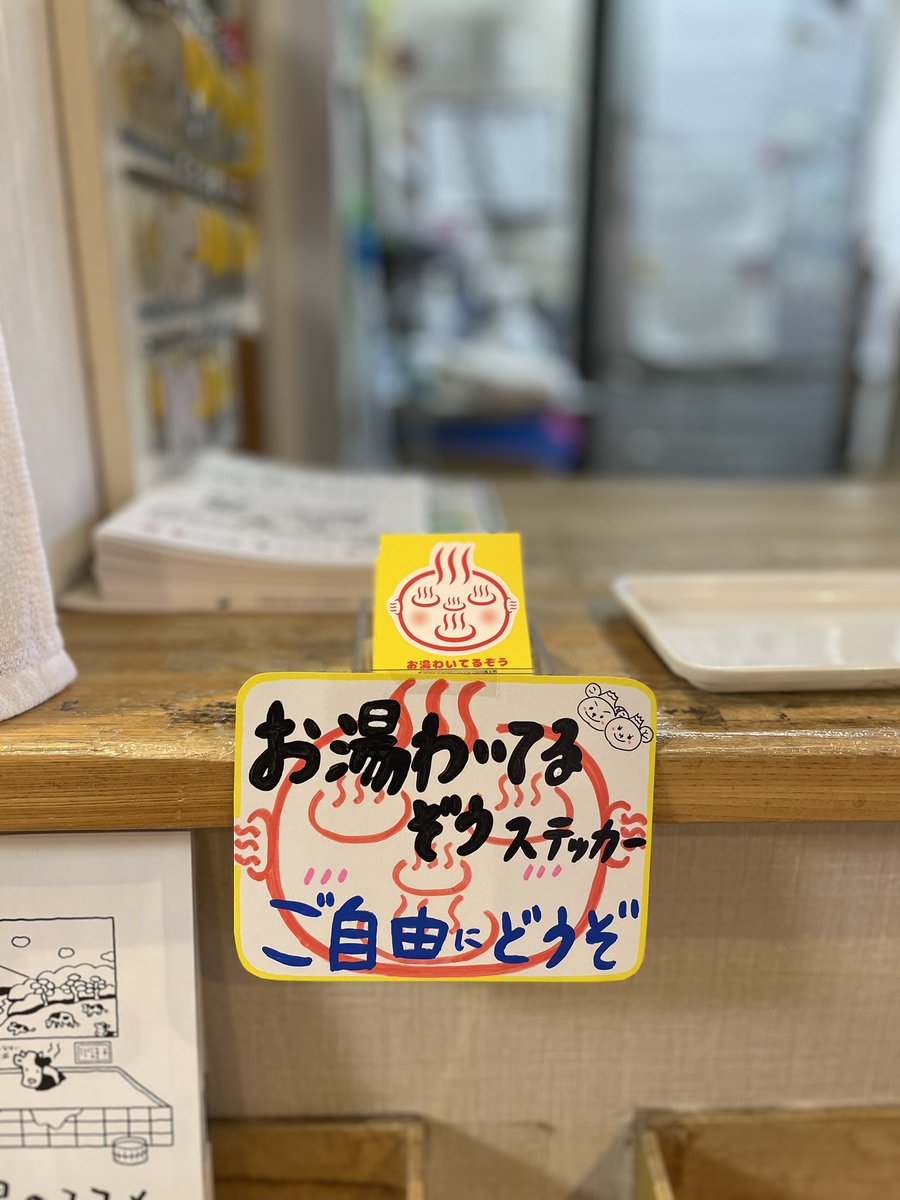 お湯わいてるぞう
お湯わいてる
ぞう ステッカー
ご自由にどうぞ